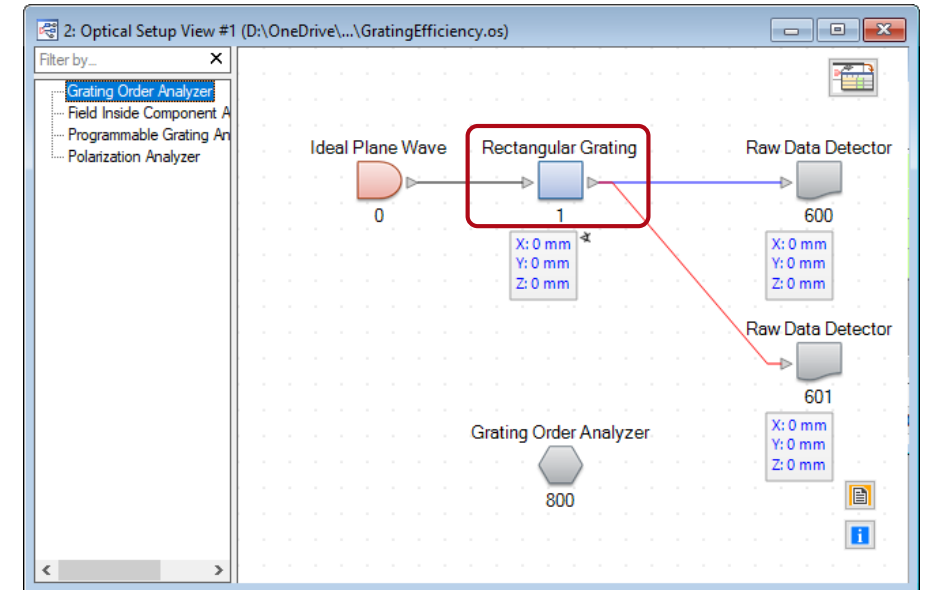 2: Optical Setup View #1 (D:\OneDrive\...\GratingEfficiency.os)
Filter by...
Grating Order Analyzer
Field Inside Component A
Programmable Grating An
Polarization Analyzer
Ideal Plane Wave
0
Rectangular Grating
1
X: 0 mm
Y: 0 mm
Z: 0 mm
Raw Data Detector
600
X: 0 mm
Y: 0 mm
Z: 0 mm
Raw Data Detector
601
X: 0 mm
Y: 0 mm
Z: 0 mm
Grating Order Analyzer
800